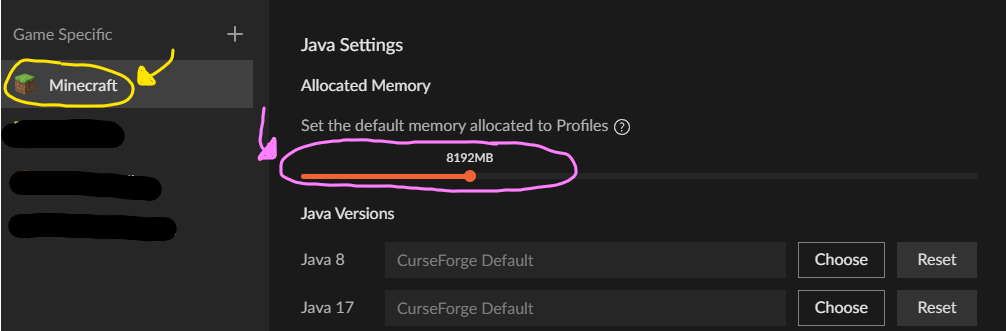 Game Specific
Minecraft
Java Settings
Allocated Memory
Set the default memory allocated to Profiles ?
8192MB
Java Versions
Java 8 CurseForge Default Choose Reset
Java 17 CurseForge Default Choose Reset